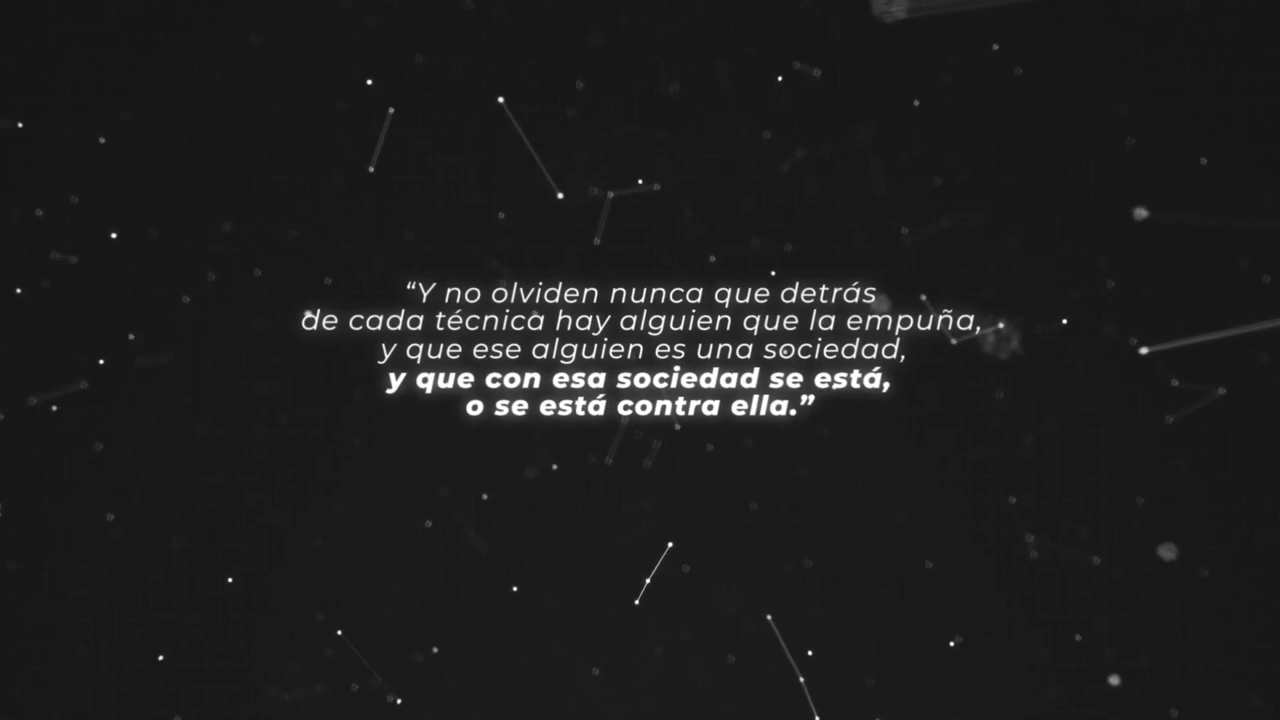 “Y no olviden nunca que detrás
de cada técnica hay alguien que la empuña,
y que ese alguien es una sociedad,
y que con esa sociedad se está,
o se está contra ella.”